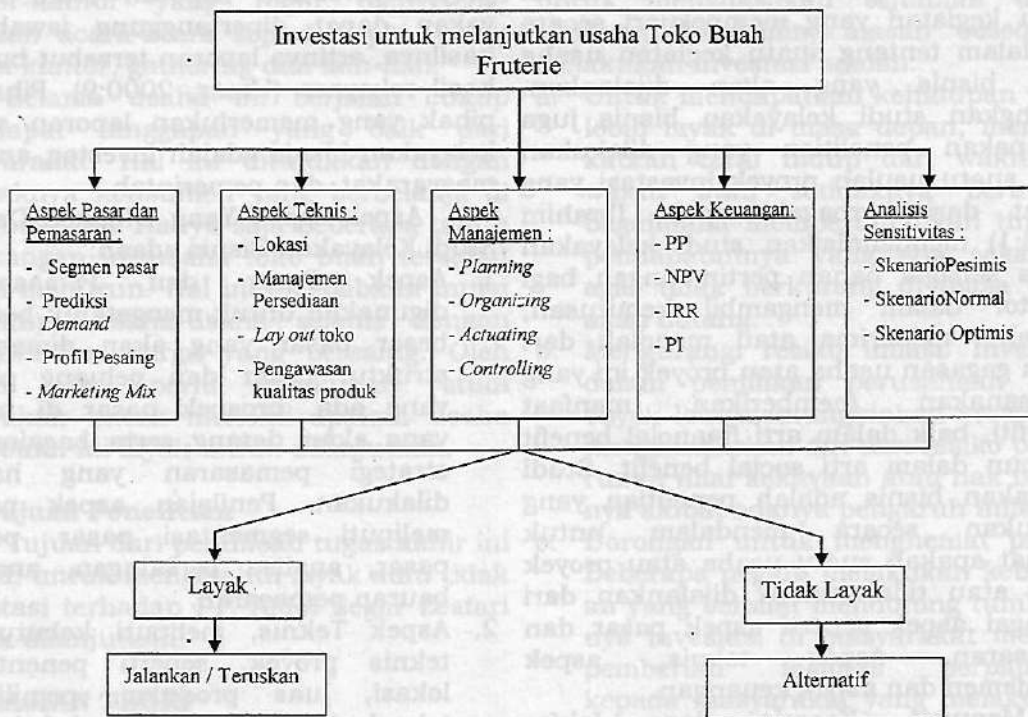 Investasi untuk melanjutkan usaha Toko Buah
Fruterie
Aspek Pasar dan
Pemasaran :
- Segmen pasar
- Prediksi
Demand
- Profil Pesaing
- Marketing Mix
Aspek Teknis :
- Lokasi
- Manajemen
Persediaan
- Lay out toko
- Pengawasan
kualitas produk
Aspek
Manajemen :
- Planning
- Organizing
- Actuating
- Controlling
Aspek Keuangan:
- PP
- NPV
- IRR
- PI
Analisis
Sensitivitas :
- SkenarioPesimis
- SkenarioNormal
- Skenario Optimis
Layak
Tidak Layak
Jalankan / Teruskan
Alternatif